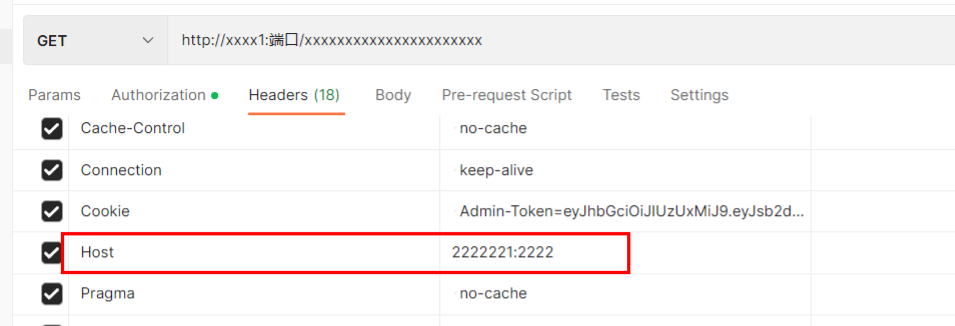 GET http://xxxx1:端口/xxxxxxxxxxxxxxxxxxxxxx
Params Authorization Headers (18) Body Pre-request Script Tests Settings
Cache-Control no-cache
Connection keep-alive
Cookie Admin-Token=eyJhbGciOiJIUzUxMiJ9.eyJsb2d...
Host 2222221:2222
Pragma no-cache